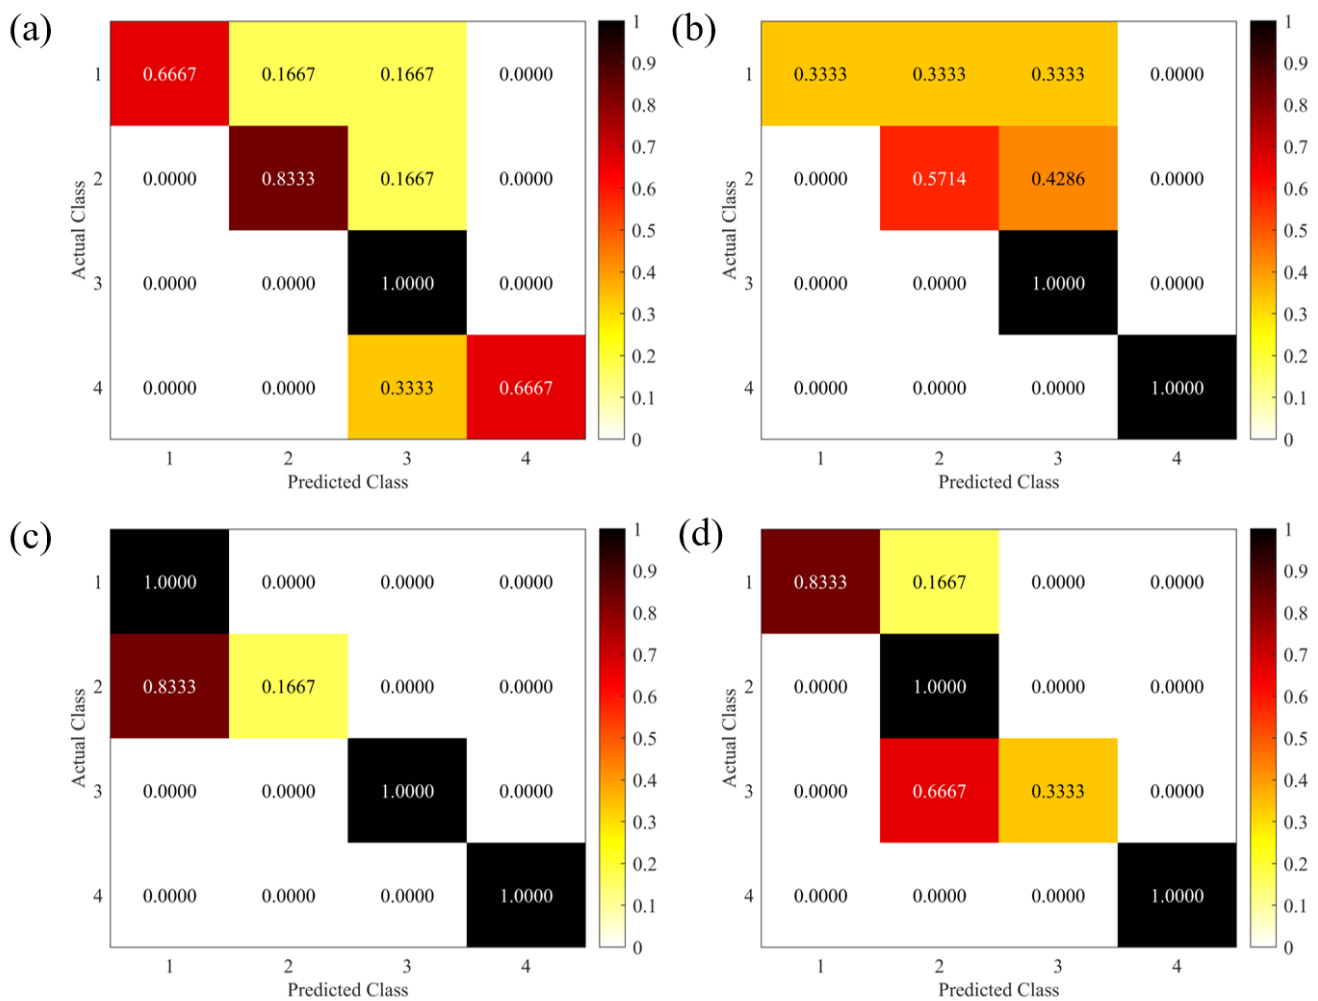 (a)
1 0.6667 0.1667 0.1667 0.0000
2 0.0000 0.8333 0.1667 0.0000
3 0.0000 0.0000 1.0000 0.0000
4 0.0000 0.0000 0.3333 0.6667
1 2 3 4
Predicted Class
Actual Class
1
0.9
0.8
0.7
0.6
0.5
0.4
0.3
0.2
0.1
0
(b)
1 0.3333 0.3333 0.3333 0.0000
2 0.0000 0.5714 0.4286 0.0000
3 0.0000 0.0000 1.0000 0.0000
4 0.0000 0.0000 0.0000 1.0000
1 2 3 4
Predicted Class
Actual Class
1
0.9
0.8
0.7
0.6
0.5
0.4
0.3
0.2
0.1
0
(c)
1 1.0000 0.0000 0.0000 0.0000
2 0.8333 0.1667 0.0000 0.0000
3 0.0000 0.0000 1.0000 0.0000
4 0.0000 0.0000 0.0000 1.0000
1 2 3 4
Predicted Class
Actual Class
1
0.9
0.8
0.7
0.6
0.5
0.4
0.3
0.2
0.1
0
(d)
1 0.8333 0.1667 0.0000 0.0000
2 0.0000 1.0000 0.0000 0.0000
3 0.0000 0.6667 0.3333 0.0000
4 0.0000 0.0000 0.0000 1.0000
1 2 3 4
Predicted Class
Actual Class
1
0.9
0.8
0.7
0.6
0.5
0.4
0.3
0.2
0.1
0